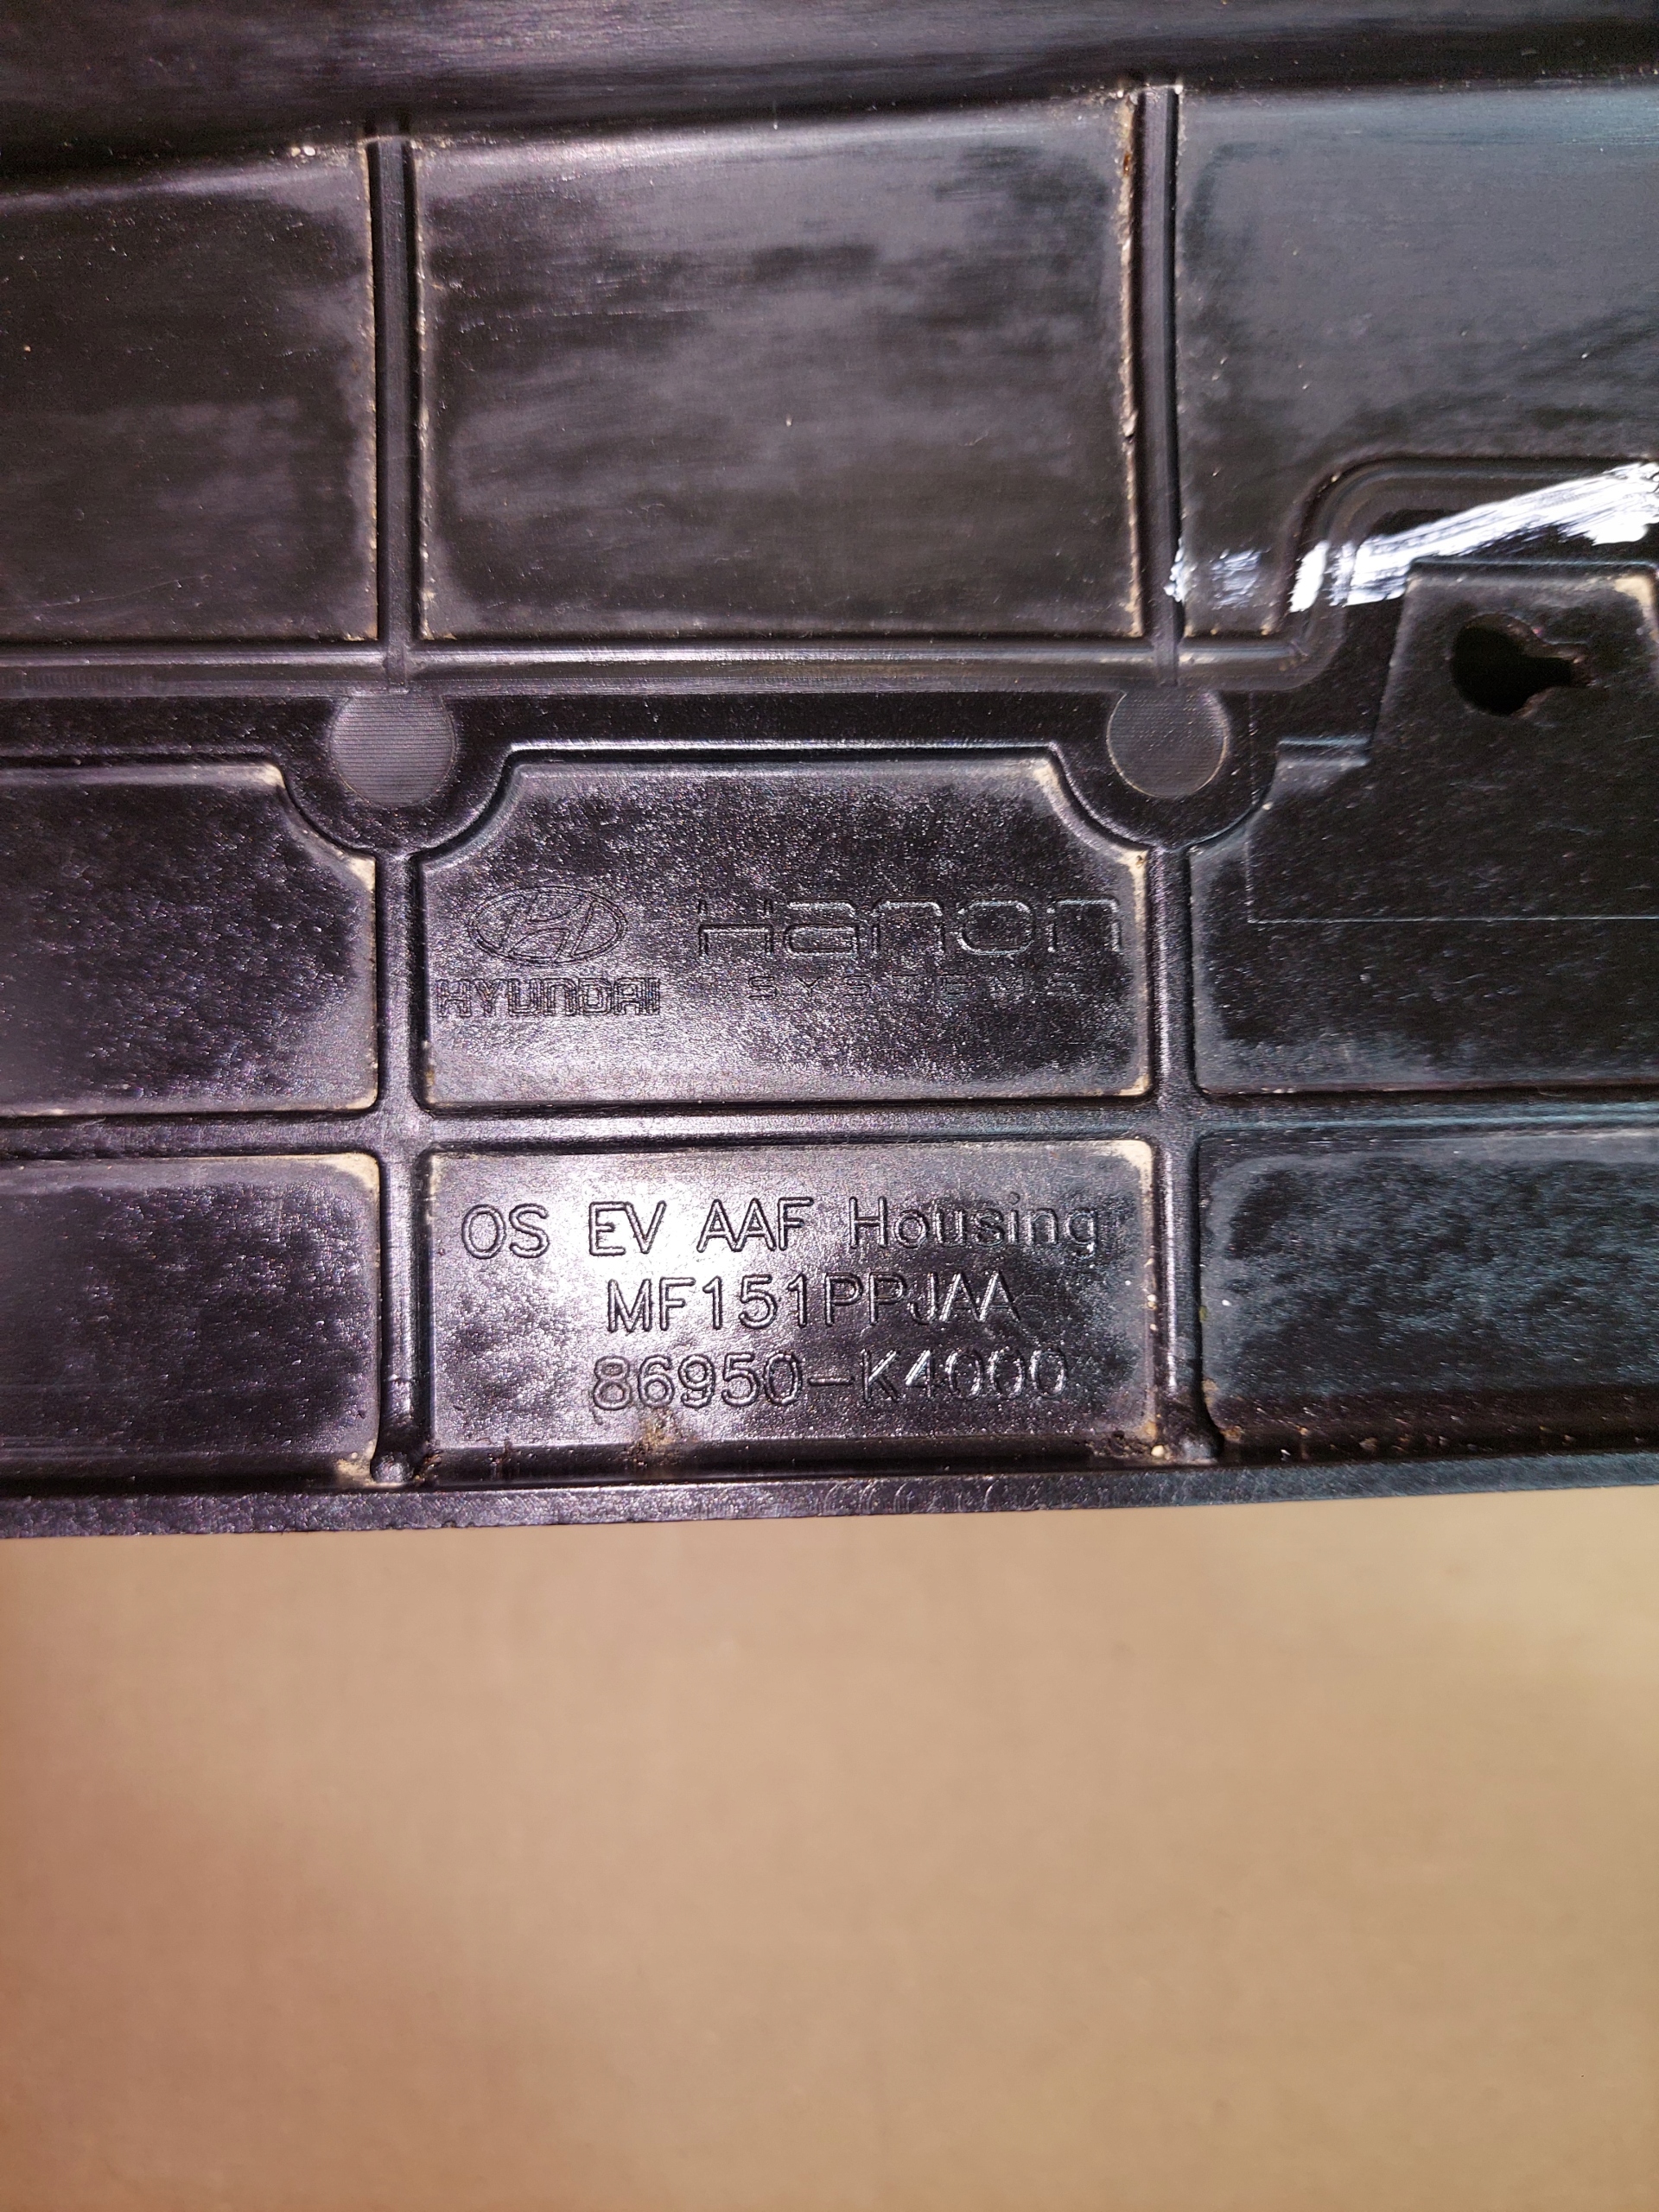 HYUNDAI
Hanon
SYSTEMS
OS EV AAF Housing
MF151PPJAA
86950-K4000